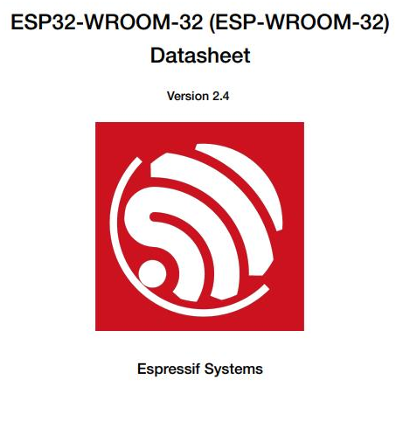 ESP32-WROOM-32 (ESP-WROOM-32)
Datasheet
Version 2.4
Espressif Systems